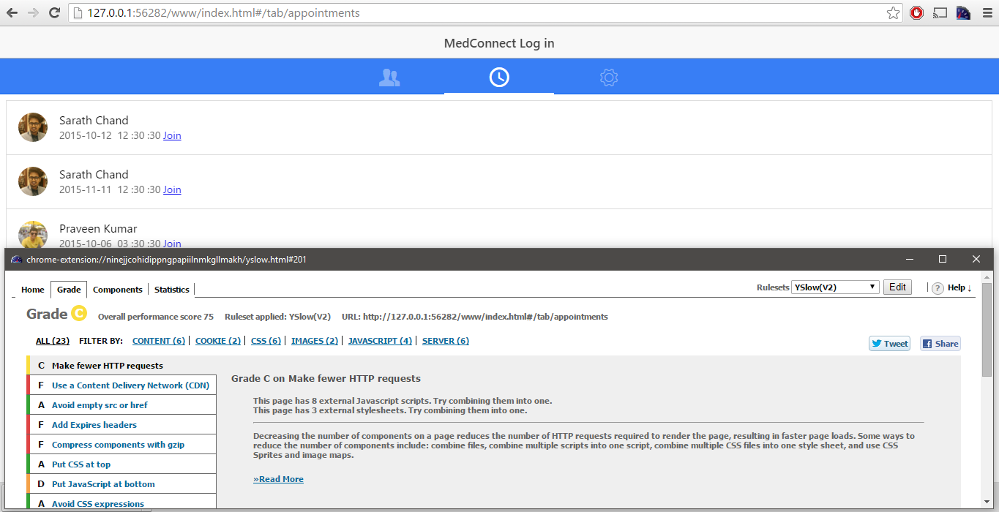 127.0.0.1:56282/www/index.html#/tab/appointments
MedConnect Log in
Sarath Chand
2015-10-12 12 :30 :30 Join
Sarath Chand
2015-11-11 12 :30 :30 Join
Praveen Kumar
2015-10-06 03 :30 :30 Join
chrome-extension://ninejjcohidippngpapiilnmkgllmakh/yslow.html#201
Home Grade Components Statistics Rulesets YSlow(V2) Edit ? Help ↓
Grade C Overall performance score 75 Ruleset applied: YSlow(V2) URL: http://127.0.0.1:56282/www/index.html#/tab/appointments
ALL (23) FILTER BY: CONTENT (6) | COOKIE (2) | CSS (6) | IMAGES (2) | JAVASCRIPT (4) | SERVER (6)
Tweet Share
C Make fewer HTTP requests
F Use a Content Delivery Network (CDN)
A Avoid empty src or href
F Add Expires headers
F Compress components with gzip
A Put CSS at top
D Put JavaScript at bottom
A Avoid CSS expressions
Grade C on Make fewer HTTP requests
This page has 8 external Javascript scripts. Try combining them into one.
This page has 3 external stylesheets. Try combining them into one.
Decreasing the number of components on a page reduces the number of HTTP requests required to render the page, resulting in faster page loads. Some ways to
reduce the number of components include: combine files, combine multiple scripts into one script, combine multiple CSS files into one style sheet, and use CSS
Sprites and image maps.
»Read More